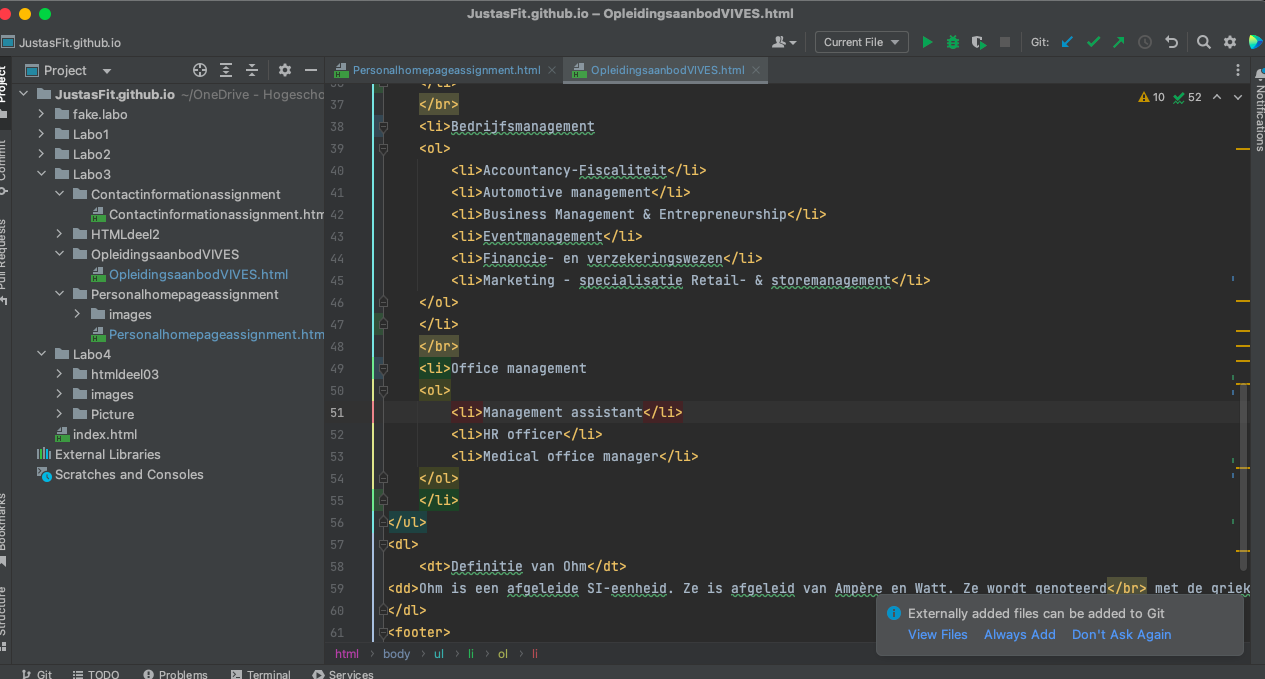 JustasFit.github.io – OpleidingsaanbodVIVES.html
JustasFit.github.io
Current File
Git:
Project
Project
Commit
Pull Requests
Bookmarks
Structure
Notifications
JustasFit.github.io ~/OneDrive - Hogescho
fake.labo
Labo1
Labo2
Labo3
Contactinformationassignment
Contactinformationassignment.htm
HTMLdeel2
OpleidingsaanbodVIVES
OpleidingsaanbodVIVES.html
Personalhomepageassignment
images
Personalhomepageassignment.htm
Labo4
htmldeel03
images
Picture
index.html
External Libraries
Scratches and Consoles
Personalhomepageassignment.html
OpleidingsaanbodVIVES.html
10 52
36 </li>
37 </br>
38 <li>Bedrijfsmanagement
39 <ol>
40 <li>Accountancy-Fiscaliteit</li>
41 <li>Automotive management</li>
42 <li>Business Management & Entrepreneurship</li>
43 <li>Eventmanagement</li>
44 <li>Financie- en verzekeringswezen</li>
45 <li>Marketing - specialisatie Retail- & storemanagement</li>
46 </ol>
47 </li>
48 </br>
49 <li>Office management
50 <ol>
51 <li>Management assistant</li>
52 <li>HR officer</li>
53 <li>Medical office manager</li>
54 </ol>
55 </li>
56 </ul>
57 <dl>
58 <dt>Definitie van Ohm</dt>
59 <dd>Ohm is een afgeleide SI-eenheid. Ze is afgeleid van Ampère en Watt. Ze wordt genoteerd</br> met de griek
60 </dl>
61 <footer>
Externally added files can be added to Git
View Files Always Add Don't Ask Again
html body ul li ol li
Git TODO Problems Terminal Services